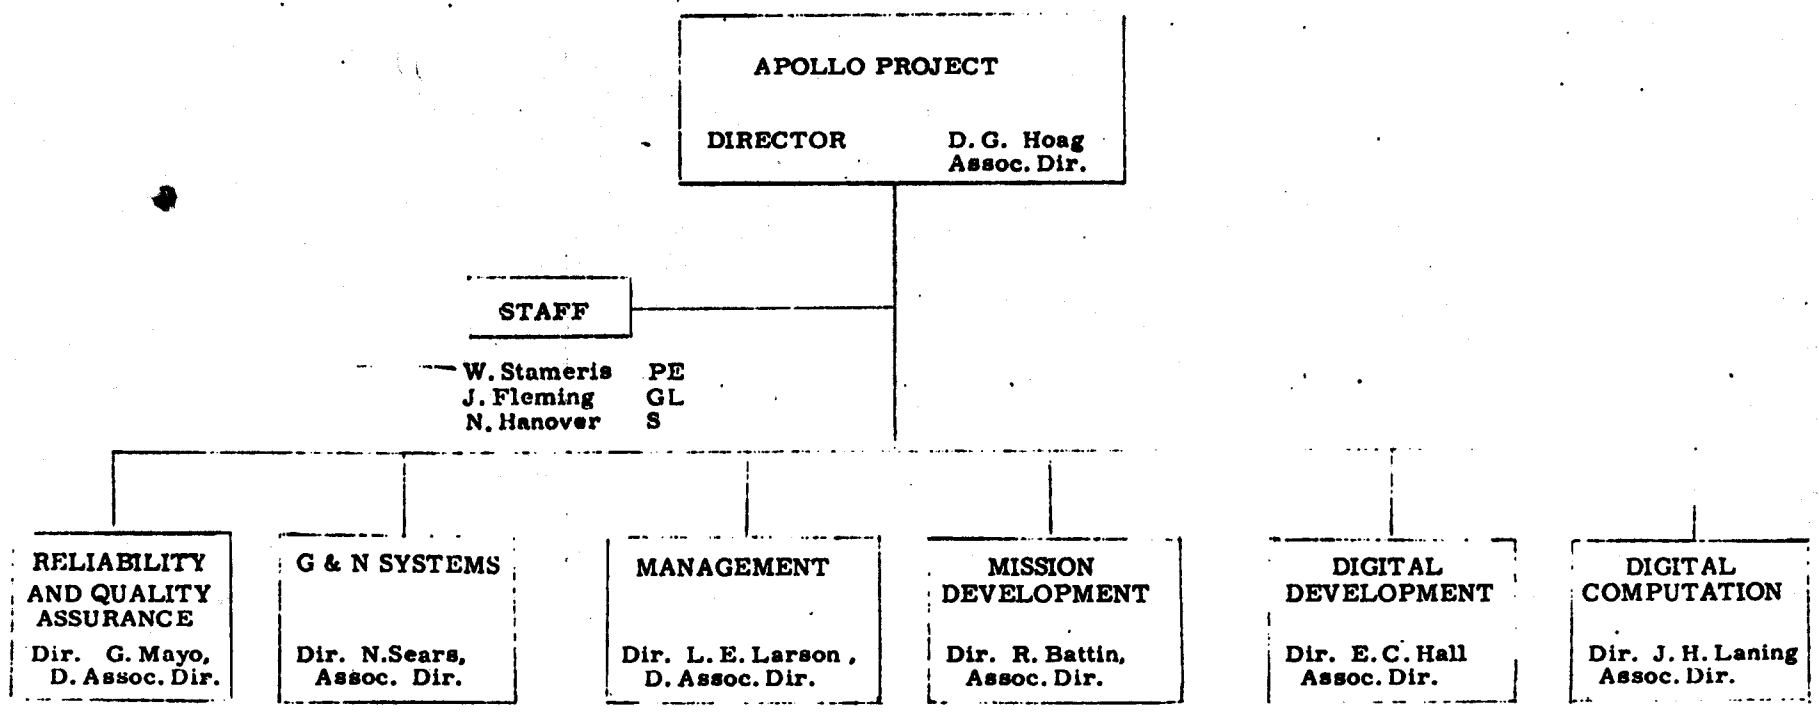 APOLLO PROJECT
DIRECTOR D.G. Hoag
Assoc. Dir.
STAFF
W. Stameris PE
J. Fleming GL
N. Hanover S
RELIABILITY
AND QUALITY
ASSURANCE
Dir. G. Mayo,
D. Assoc. Dir.
G & N SYSTEMS
Dir. N.Sears,
Assoc. Dir.
MANAGEMENT
Dir. L. E. Larson,
D. Assoc. Dir.
MISSION
DEVELOPMENT
Dir. R. Battin,
Assoc. Dir.
DIGITAL
DEVELOPMENT
Dir. E. C. Hall
Assoc. Dir.
DIGITAL
COMPUTATION
Dir. J. H. Laning
Assoc. Dir.